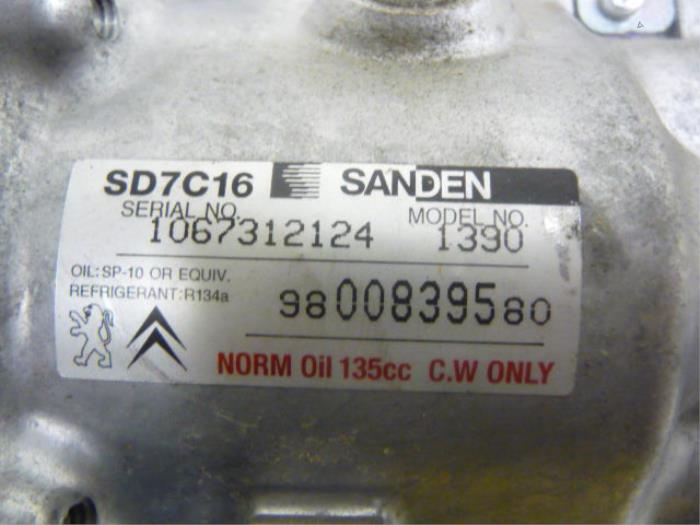 SD7C16 SANDEN
SERIAL NO. MODEL NO.
1067312124 1390
OIL:SP-10 OR EQUIV.
REFRIGERANT:R134a
9800839580
NORM Oil 135cc C.W ONLY